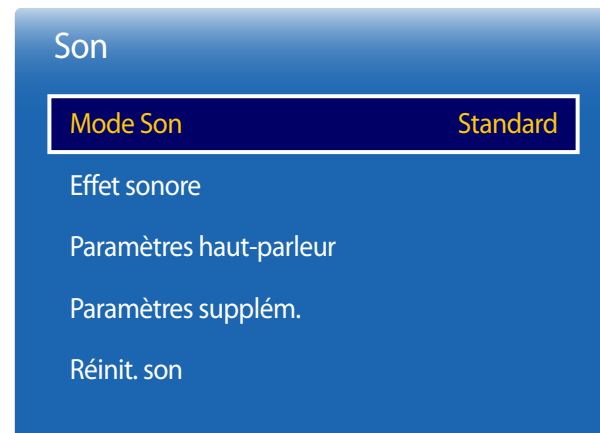 Son
Mode Son Standard
Effet sonore
Paramètres haut-parleur
Paramètres supplém.
Réinit. son